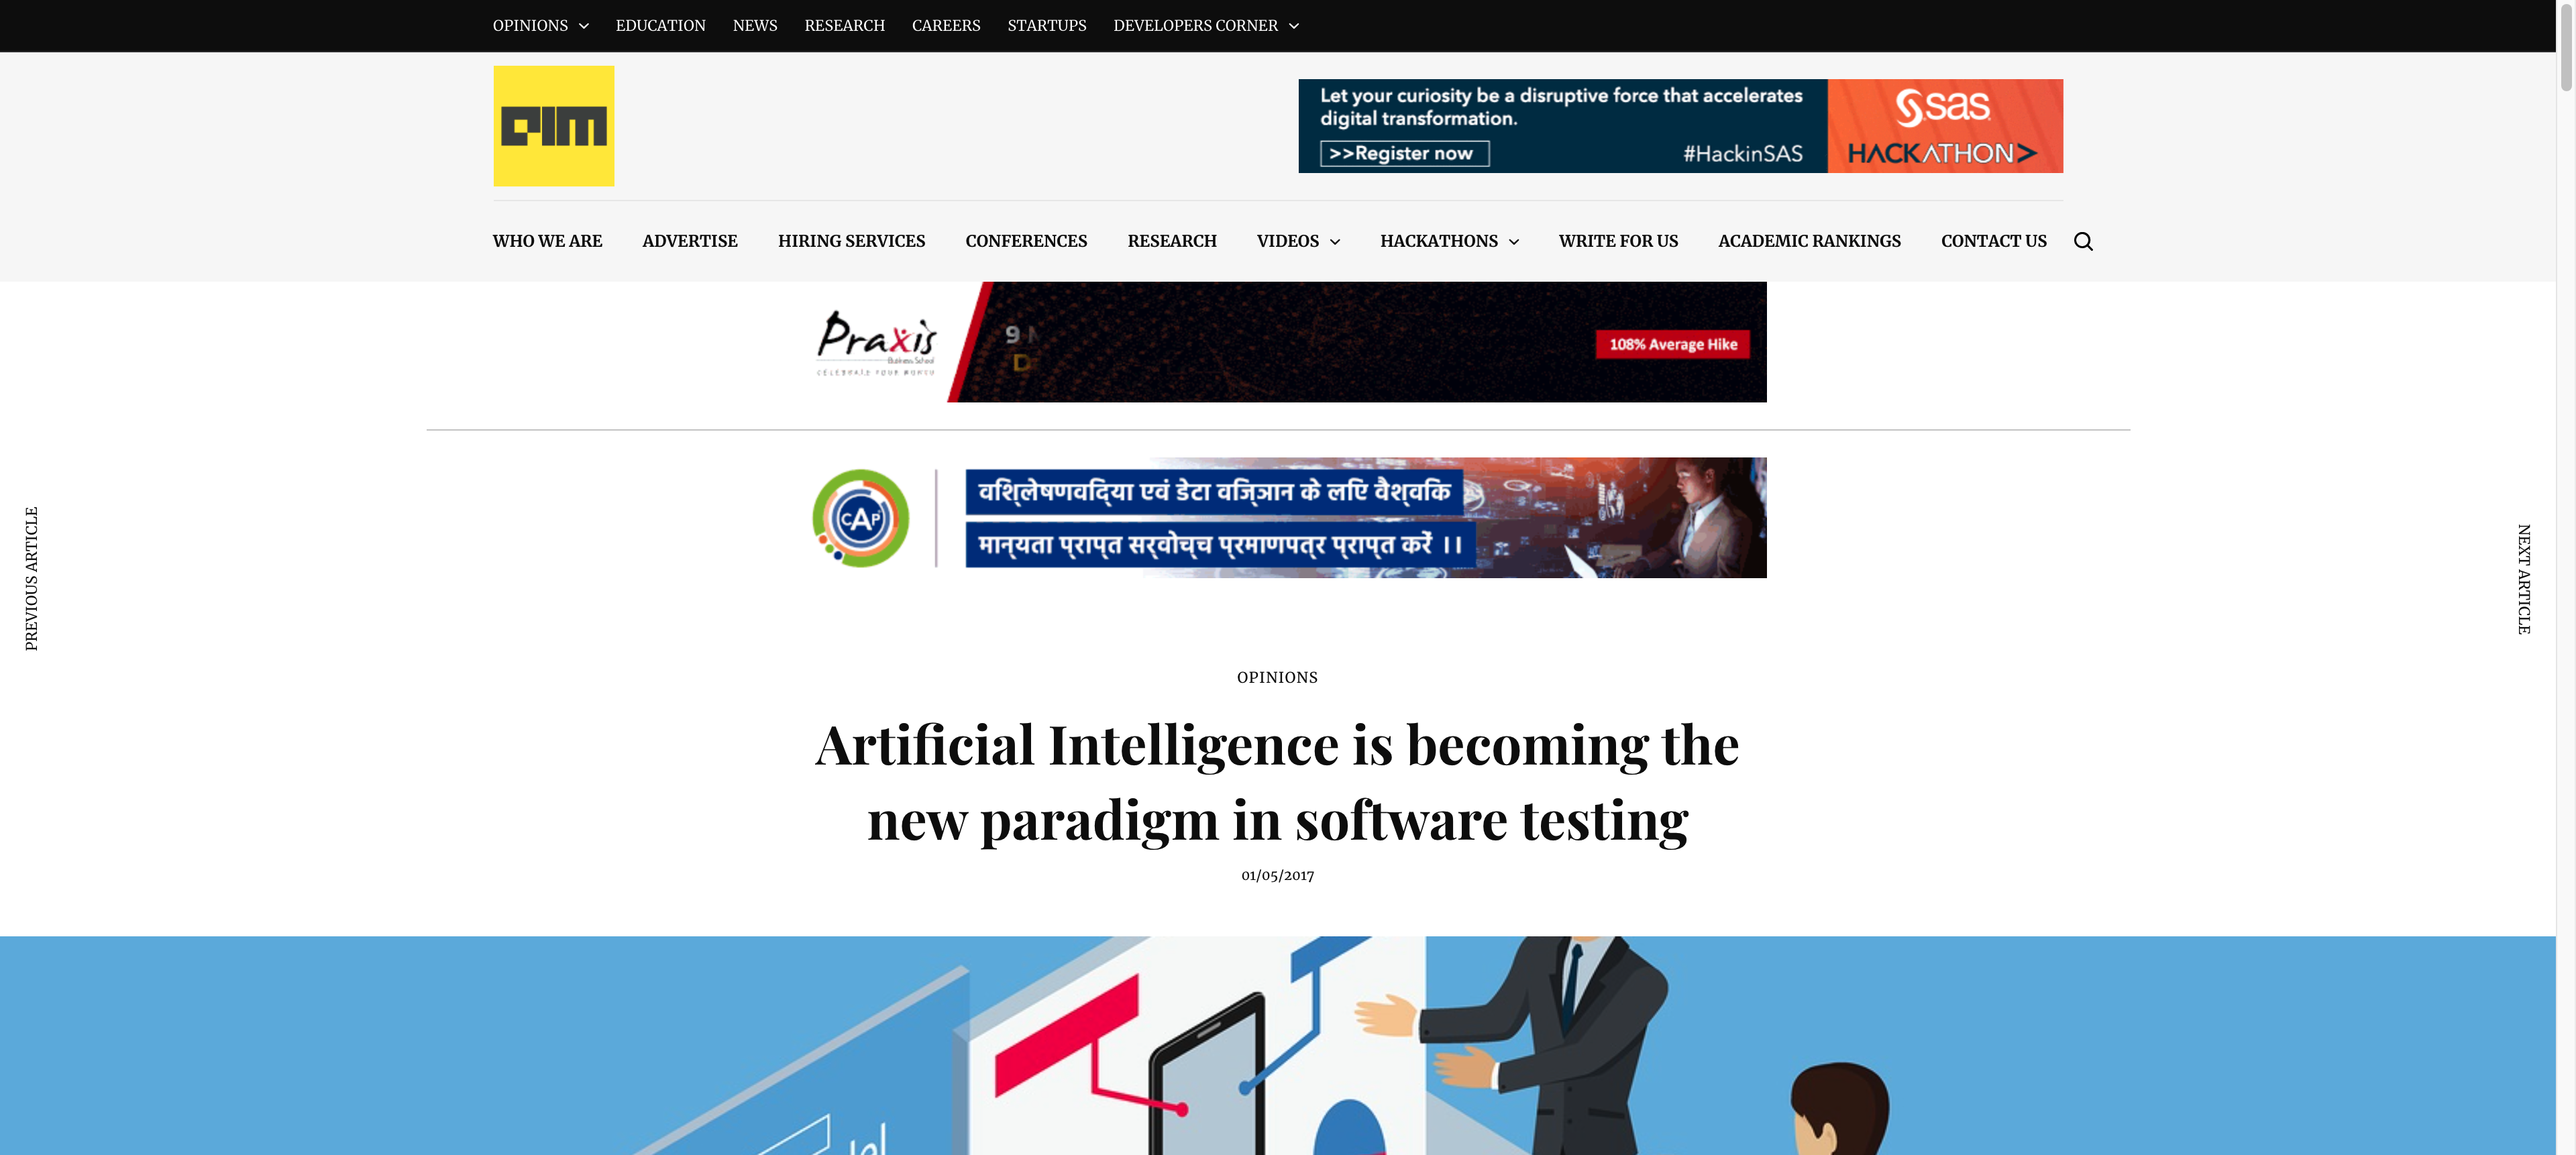 OPINIONS EDUCATION NEWS RESEARCH CAREERS STARTUPS DEVELOPERS CORNER
aim
Let your curiosity be a disruptive force that accelerates
digital transformation.
>>Register now #HackinSAS
sas
HACKATHON>
WHO WE ARE ADVERTISE HIRING SERVICES CONFERENCES RESEARCH VIDEOS HACKATHONS WRITE FOR US ACADEMIC RANKINGS CONTACT US
Praxis
Business School
CELEBRATE YOUR WORTH
9
D
108% Average Hike
CAP
वशि्लेषणवदि्या एवं डेटा वजि्ञान के लएि वैश्वकि
मान्यता प्राप्त सर्वोच्च प्रमाणपत्र प्राप्त करें ।।
PREVIOUS ARTICLE
NEXT ARTICLE
OPINIONS
Artificial Intelligence is becoming the
new paradigm in software testing
01/05/2017